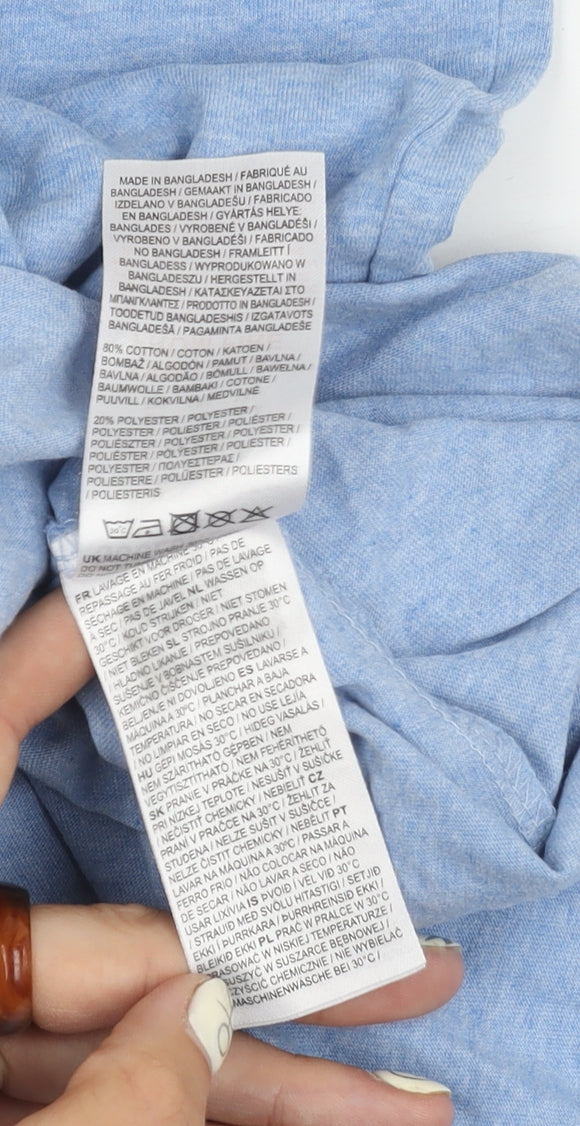 MADE IN BANGLADESH / FABRIQUÉ AU
BANGLADESH / GEMAAKT IN BANGLADESH /
IZDELANO V BANGLADEŠU / FABRICADO
EN BANGLADESH / GYÁRTÁS HELYE:
BANGLADES / VYROBENÉ V BANGLADÉŠI /
VYROBENO V BANGLADÉŠI / FABRICADO
NO BANGLADESH / FRAMLEITT Í
BANGLADESS / WYPRODUKOWANO W
BANGLADESZU / HERGESTELLT IN
BANGLADESH / ΚΑΤΑΣΚΕΥΑΖΕΤΑΙ ΣΤΟ
ΜΠΑΝΓΚΛΑΝΤΕΣ / PRODOTTO IN BANGLADESH /
TOODETUD BANGLADESHIS / IZGATAVOTS
BANGLADEŠĀ / PAGAMINTA BANGLADEŠE
80% COTTON / COTON / KATOEN /
BOMBAŽ / ALGODÓN / PAMUT / BAVLNA /
BAVLNA / ALGODÃO / BÓMULL / BAWEŁNA /
BAUMWOLLE / ΒΑΜΒΑΚΙ / COTONE /
PUUVILL / KOKVILNA / MEDVILNĖ
20% POLYESTER / POLYESTER /
POLYESTER / POLIESTER / POLIÉSTER /
POLIÉSZTER / POLYESTER / POLYESTER /
POLIÉSTER / PÓLÝESTER / POLIESTER /
POLYESTER / ΠΟΛΥΕΣΤΕΡΑΣ /
POLIESTERE / POLÜESTER / POLIESTERS
/ POLIESTERIS
30°C
UK MACHINE WASH 30°C
DO NOT
FR LAVAGE EN MACHINE 30°C
REPASSAGE AU FER FROID / PAS DE
SÉCHAGE EN MACHINE / PAS DE LAVAGE
À SEC / PAS DE JAVEL NL WASSEN OP
30°C / KOUD STRIJKEN / NIET
GESCHIKT VOOR DROGER / NIET STOMEN
/ NIET BLEKEN SL STROJNO PRANJE 30°C
HLADNO LIKANJE / PREPOVEDANO
SUŠENJE V BOBNASTEM SUŠILNIKU /
KEMIČNO ČIŠČENJE PREPOVEDANO /
BELJENJE NI DOVOLJENO ES LAVARSE A
MÁQUINA A 30ºC / PLANCHAR A BAJA
TEMPERATURA / NO SECAR EN SECADORA
/ NO LIMPIAR EN SECO / NO USE LEJÍA
HU GÉPI MOSÁS 30°C / HIDEG VASALÁS /
NEM SZÁRÍTHATÓ GÉPBEN / NEM
VEGYTISZTÍTHATÓ / NEM FEHÉRÍTHETŐ
SK PRANIE V PRÁČKE NA 30°C / ŽEHLIŤ
PRI NÍZKEJ TEPLOTE / NESUŠIŤ V SUŠIČKE
/ NEČISTIŤ CHEMICKY / NEBIELIŤ CZ
PRANÍ V PRAČCE NA 30°C / ŽEHLIT ZA
STUDENA / NELZE SUŠIT V SUŠIČCE /
NELZE ČISTIT CHEMICKY / NEBĚLIT PT
LAVAR NA MÁQUINA A 30ºC / PASSAR A
FERRO FRIO / NÃO COLOCAR NA MÁQUINA
DE SECAR / NÃO LAVAR A SECO / NÃO
USAR LIXÍVIA IS ÞVOIÐ / VÉL VIÐ 30°C
/ STRAUIÐ MEÐ SVÖLU HITASTIGI / SETJIÐ
EKKI Í ÞURRKARA / ÞURRHREINSIÐ EKKI /
BLEIKIÐ EKKI PL PRAĆ W PRALCE W 30°C
PRASOWAĆ W NISKIEJ TEMPERATURZE /
SUSZYĆ W SUSZARCE BĘBNOWEJ /
CZYŚCIĆ CHEMICZNIE / NIE WYBIELAĆ
MASCHINENWÄSCHE BEI 30°C /